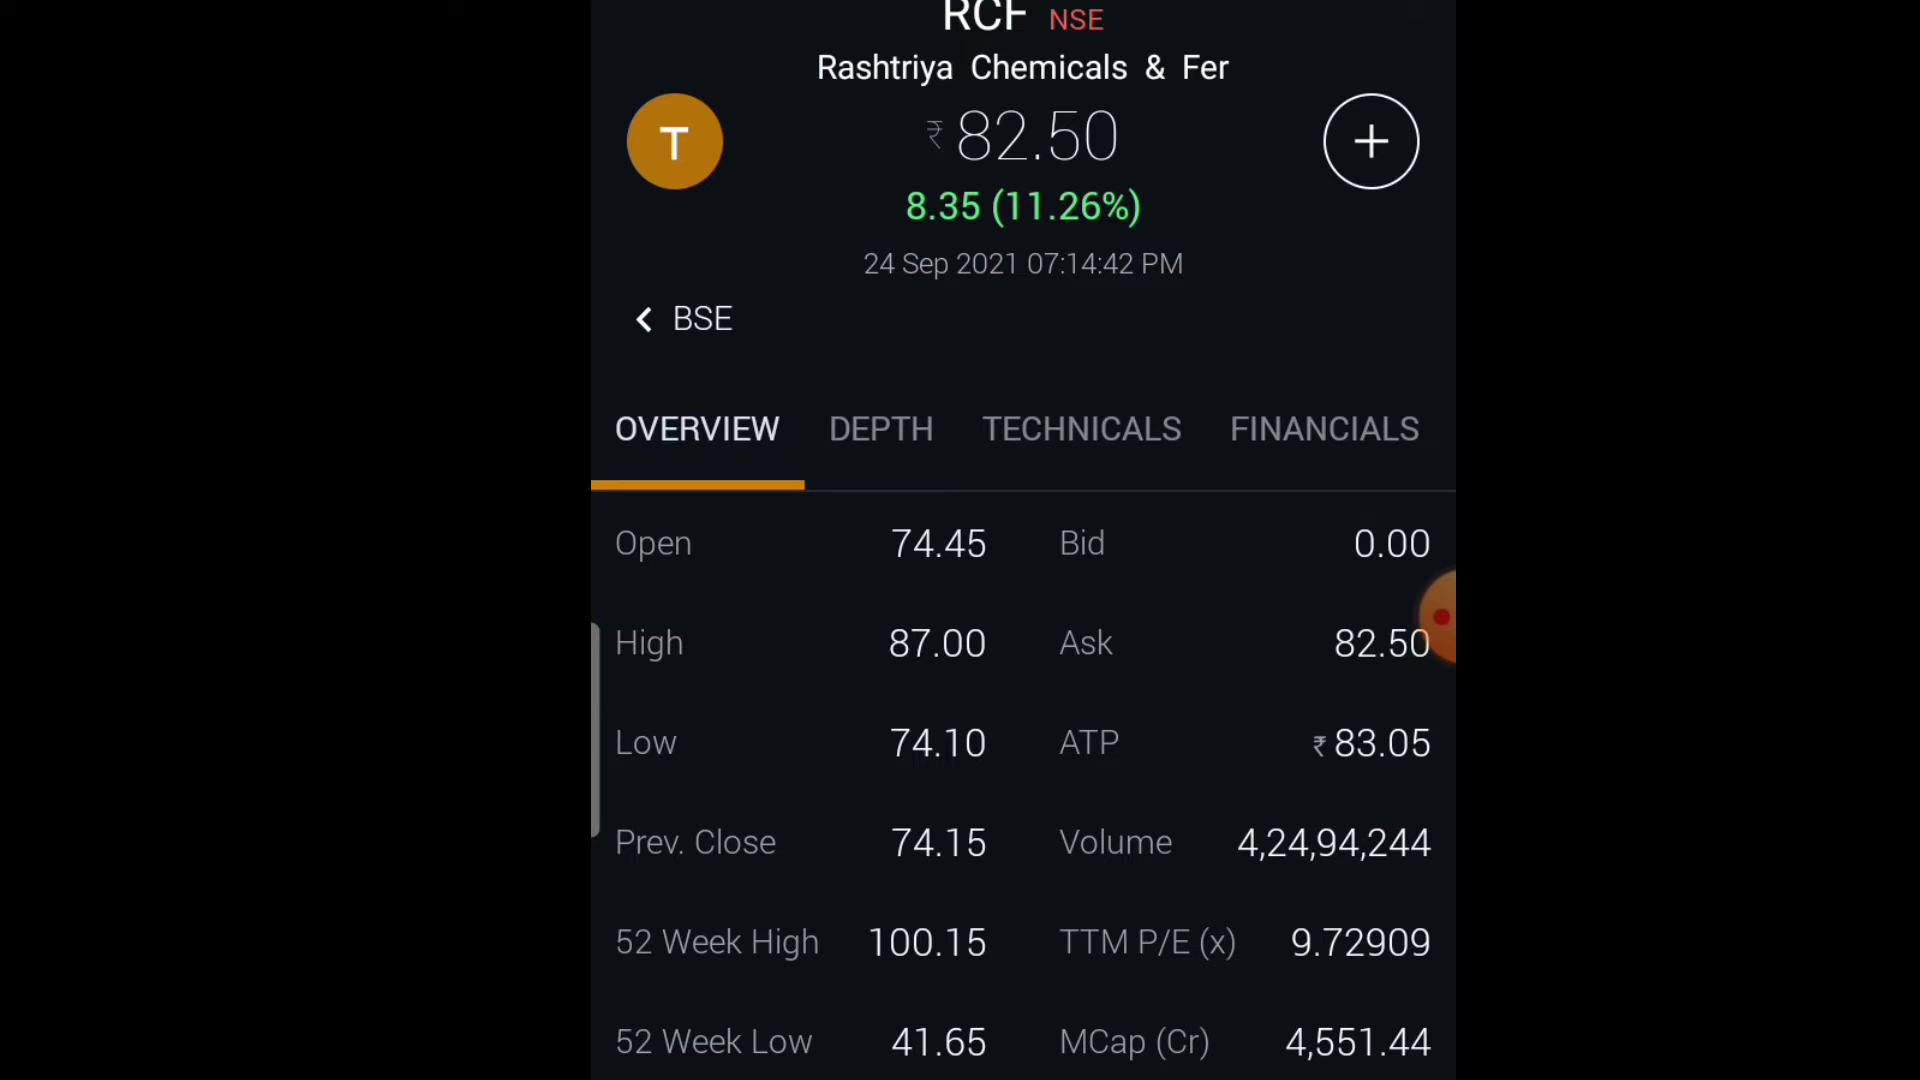 RCF NSE
Rashtriya Chemicals & Fer
T
₹ 82.50
+
8.35 (11.26%)
24 Sep 2021 07:14:42 PM
< BSE
OVERVIEW DEPTH TECHNICALS FINANCIALS
Open 74.45 Bid 0.00
High 87.00 Ask 82.50
Low 74.10 ATP ₹ 83.05
Prev. Close 74.15 Volume 4,24,94,244
52 Week High 100.15 TTM P/E (x) 9.72909
52 Week Low 41.65 MCap (Cr) 4,551.44